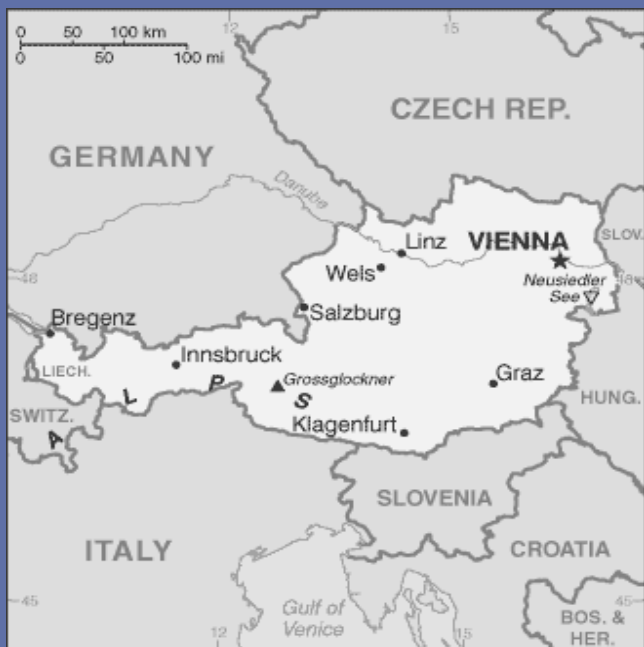 12
15
0 50 100 km
0 50 100 mi
CZECH REP.
GERMANY
Danube
Linz
VIENNA
SLOV.
Wels
Neusiedler
See
48
48
Salzburg
Bregenz
Innsbruck
LIECH.
Grossglockner
Graz
A L P S
HUNG.
SWITZ.
Klagenfurt
SLOVENIA
ITALY
CROATIA
45
45
Gulf of
Venice
BOS. &
HER.
12
15